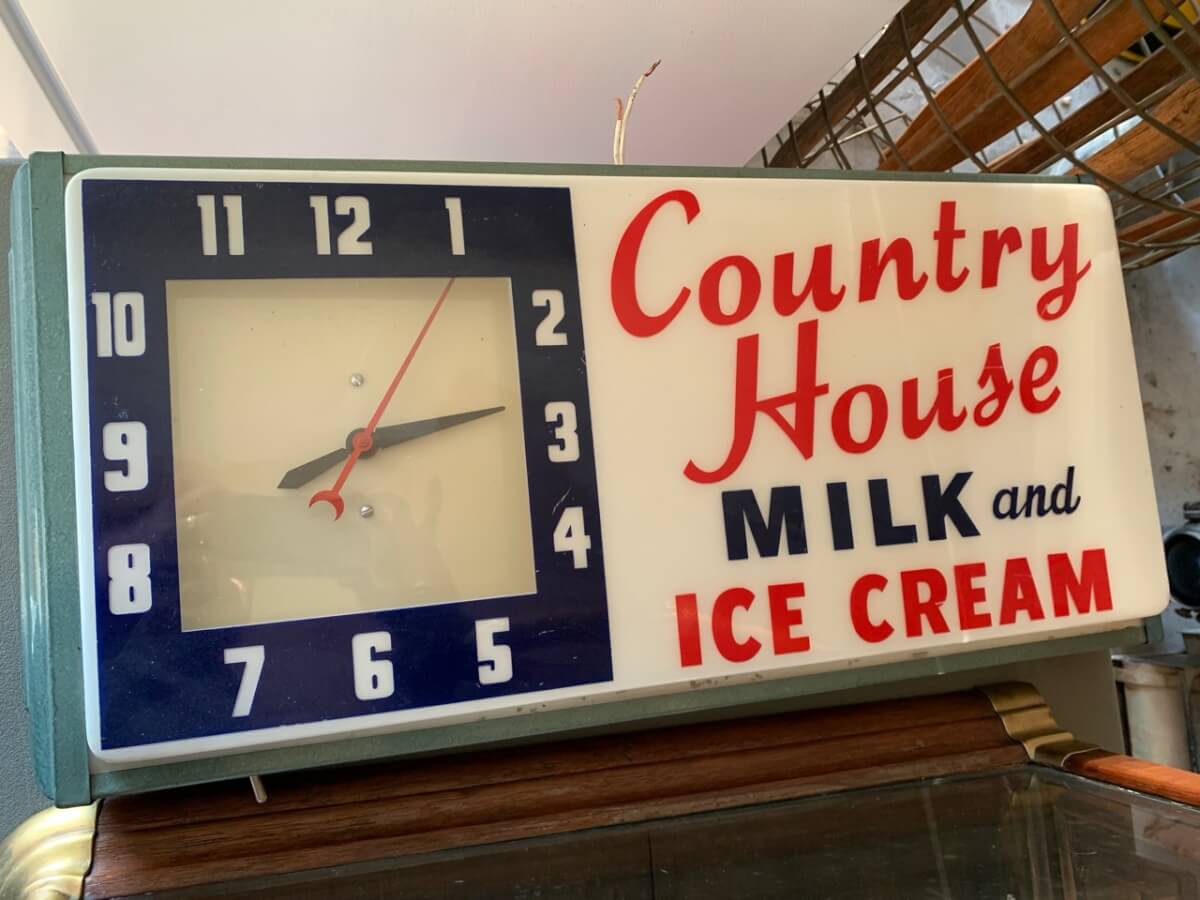 11 12 1
10 2
9 3
8 4
7 6 5
Country
House
MILK and
ICE CREAM